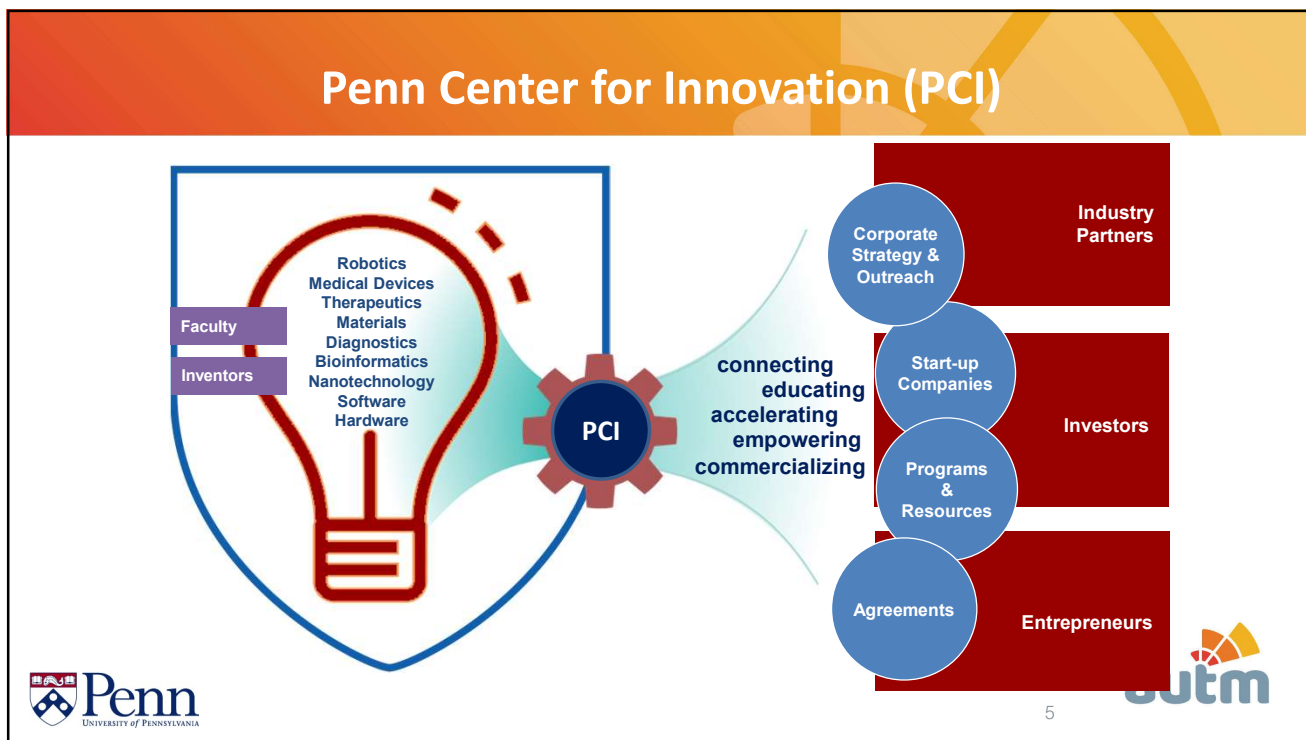 Penn Center for Innovation (PCI)
Faculty
Inventors
Robotics
Medical Devices
Therapeutics
Materials
Diagnostics
Bioinformatics
Nanotechnology
Software
Hardware
PCI
connecting
educating
accelerating
empowering
commercializing
Corporate
Strategy &
Outreach
Start-up
Companies
Programs
&
Resources
Agreements
Industry
Partners
Investors
Entrepreneurs
Penn
UNIVERSITY of PENNSYLVANIA
5
autm